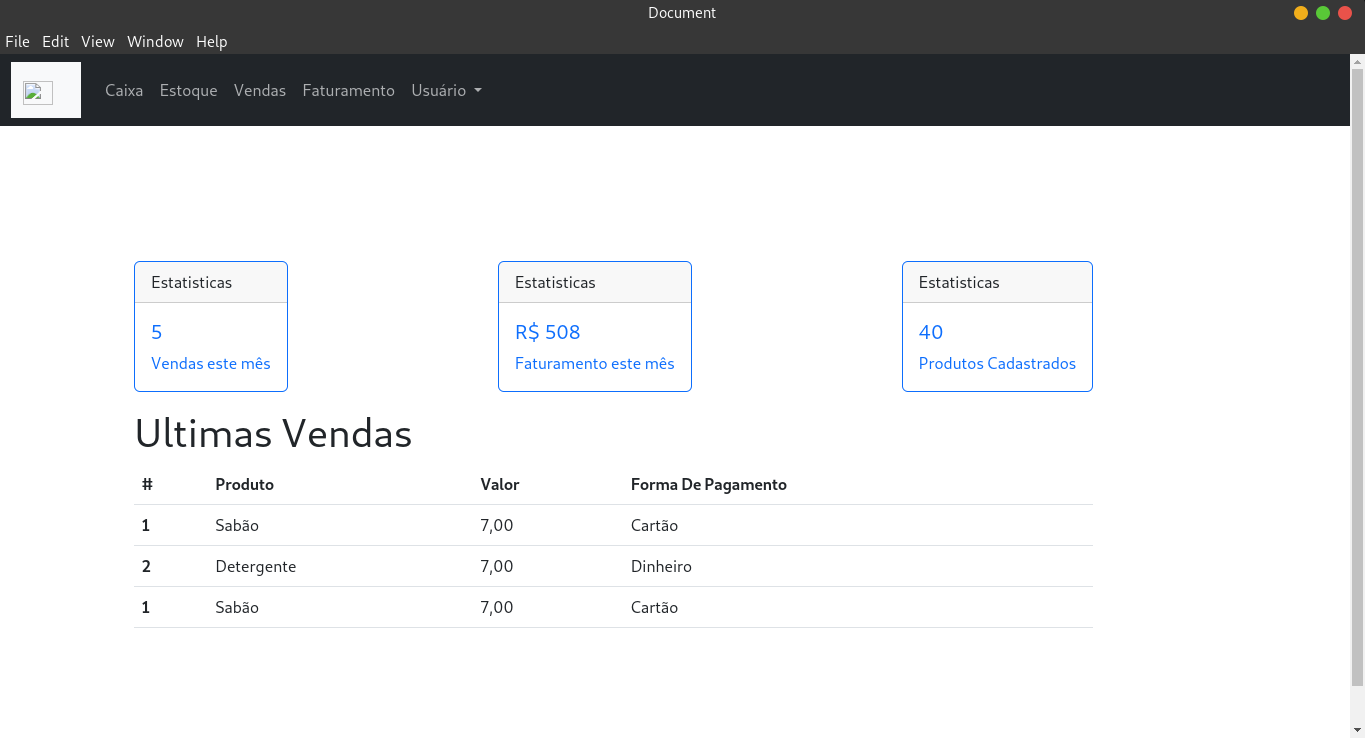 Document
File Edit View Window Help
Caixa Estoque Vendas Faturamento Usuário
Estatisticas Estatisticas Estatisticas
5 R$ 508 40
Vendas este mês Faturamento este mês Produtos Cadastrados
Ultimas Vendas
# Produto Valor Forma De Pagamento
1 Sabão 7,00 Cartão
2 Detergente 7,00 Dinheiro
1 Sabão 7,00 Cartão